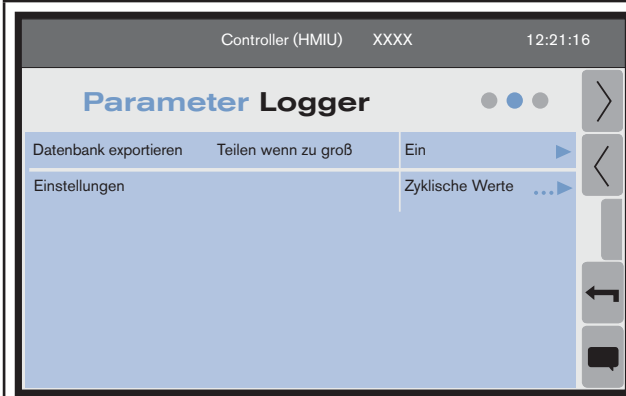 Controller (HMIU) XXXX 12:21:16
Parameter Logger
Datenbank exportieren Teilen wenn zu groß Ein
Einstellungen Zyklische Werte ...